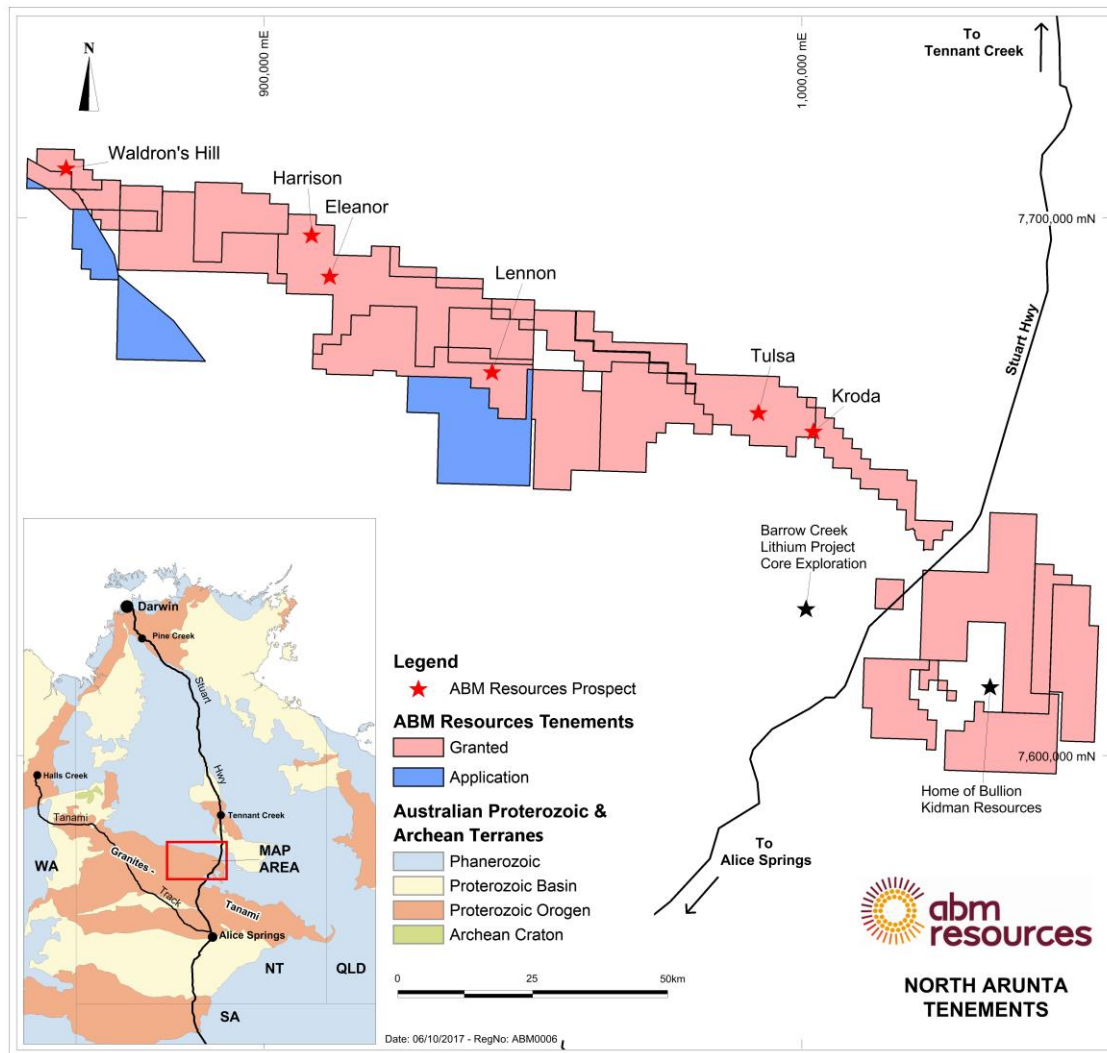 N
900,000 mE
1,000,000 mE
To
Tennant Creek
Waldron's Hill
Harrison
Eleanor
7,700,000 mN
Lennon
Stuart Hwy
Tulsa
Kroda
Barrow Creek
Lithium Project
Core Exploration
Home of Bullion
Kidman Resources
7,600,000 mN
To
Alice Springs
Darwin
Pine Creek
Stuart
Hwy
Halls Creek
Tennant Creek
Tanami
WA
Granites -
MAP
AREA
Track
Tanami
Alice Springs
NT
QLD
SA
Legend
ABM Resources Prospect
ABM Resources Tenements
Granted
Application
Australian Proterozoic &
Archean Terranes
Phanerozoic
Proterozoic Basin
Proterozoic Orogen
Archean Craton
0 25 50km
Date: 06/10/2017 - RegNo: ABM0006
abm
resources
NORTH ARUNTA
TENEMENTS